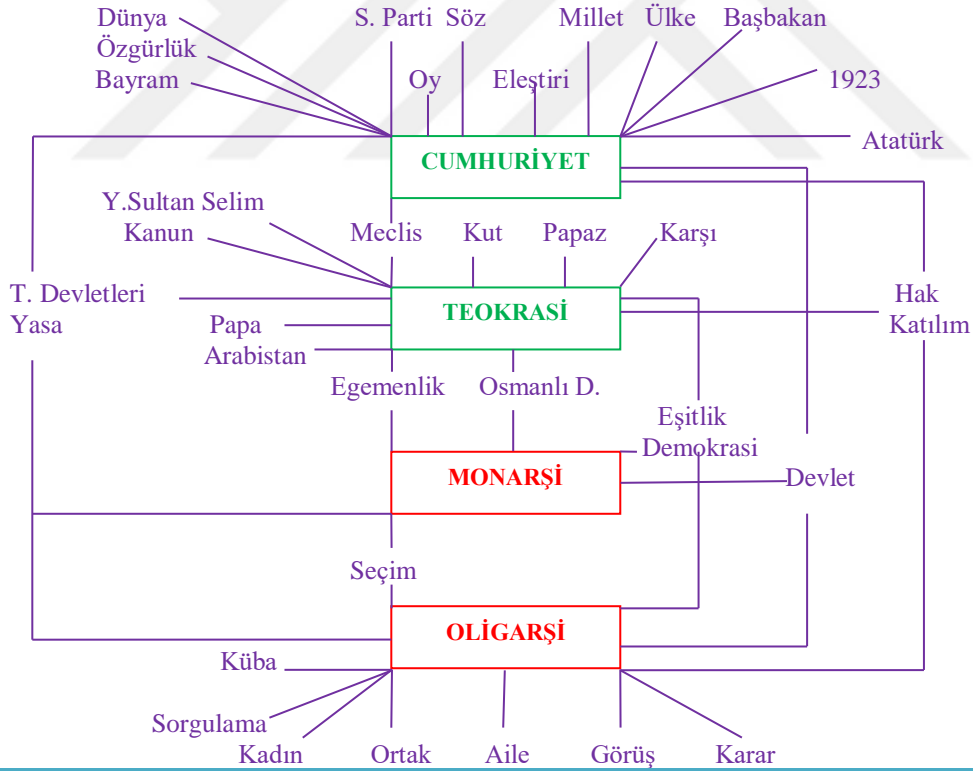 Dünya
S. Parti Söz Millet Ülke Başbakan
Özgürlük
Bayram Oy Eleştiri 1923
Atatürk
CUMHURİYET
Y.Sultan Selim
Kanun Meclis Kut Papaz Karşı
T. Devletleri
Yasa
TEOKRASİ
Hak
Katılım
Papa
Arabistan
Egemenlik Osmanlı D.
Eşitlik
Demokrasi
MONARŞİ
Devlet
Seçim
OLİGARŞİ
Küba
Sorgulama
Kadın Ortak Aile Görüş Karar